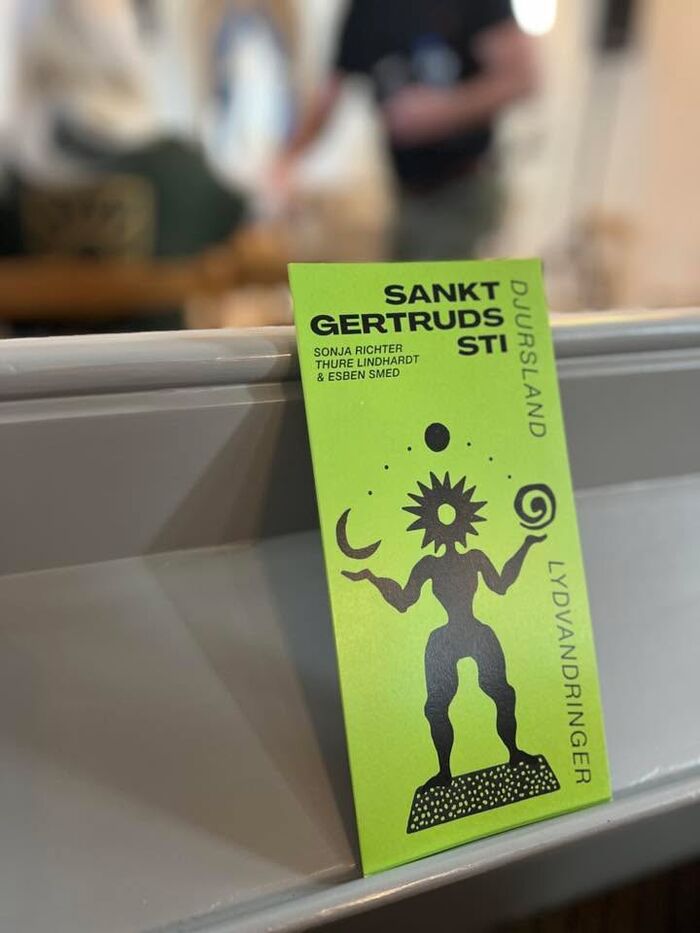 SANKT
GERTRUDS
STI
SONJA RICHTER
THURE LINDHARDT
& ESBEN SMED
DJURSLAND
LYDVANDRINGER